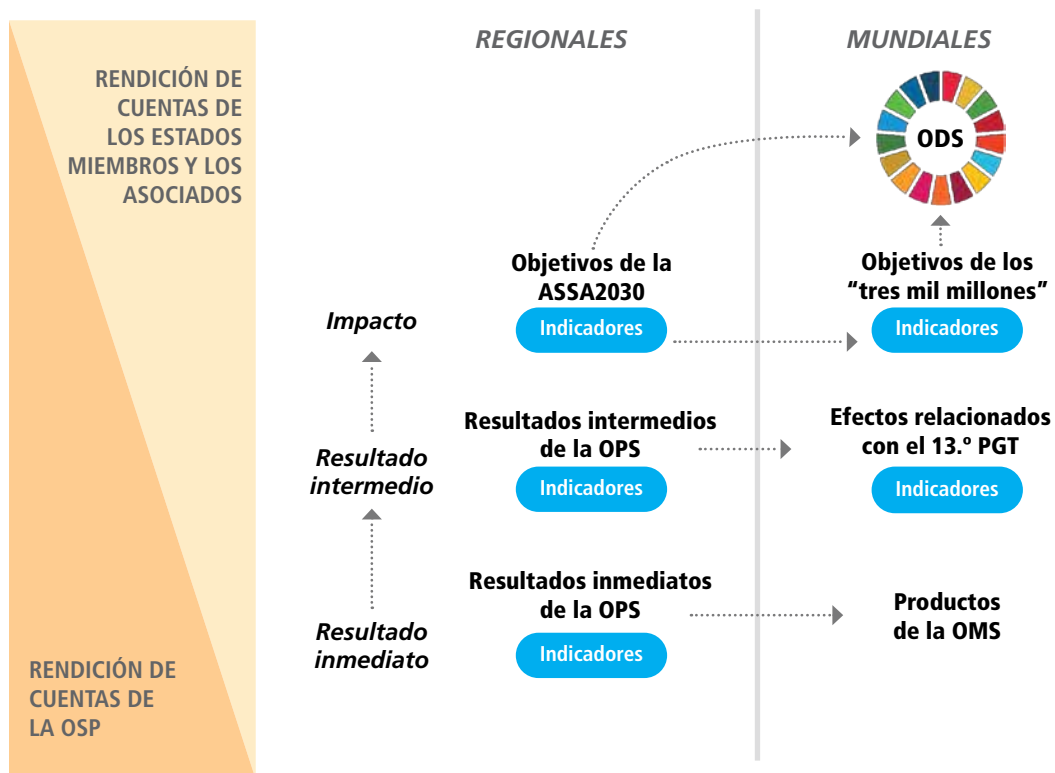 REGIONALES
MUNDIALES
RENDICIÓN DE
CUENTAS DE
LOS ESTADOS
MIEMBROS Y LOS
ASOCIADOS
ODS
Impacto
Objetivos de la
ASSA2030
Indicadores
Objetivos de los
“tres mil millones”
Indicadores
Resultado
intermedio
Resultados intermedios
de la OPS
Indicadores
Efectos relacionados
con el 13.º PGT
Indicadores
Resultado
inmediato
Resultados inmediatos
de la OPS
Indicadores
Productos
de la OMS
RENDICIÓN DE
CUENTAS DE
LA OSP